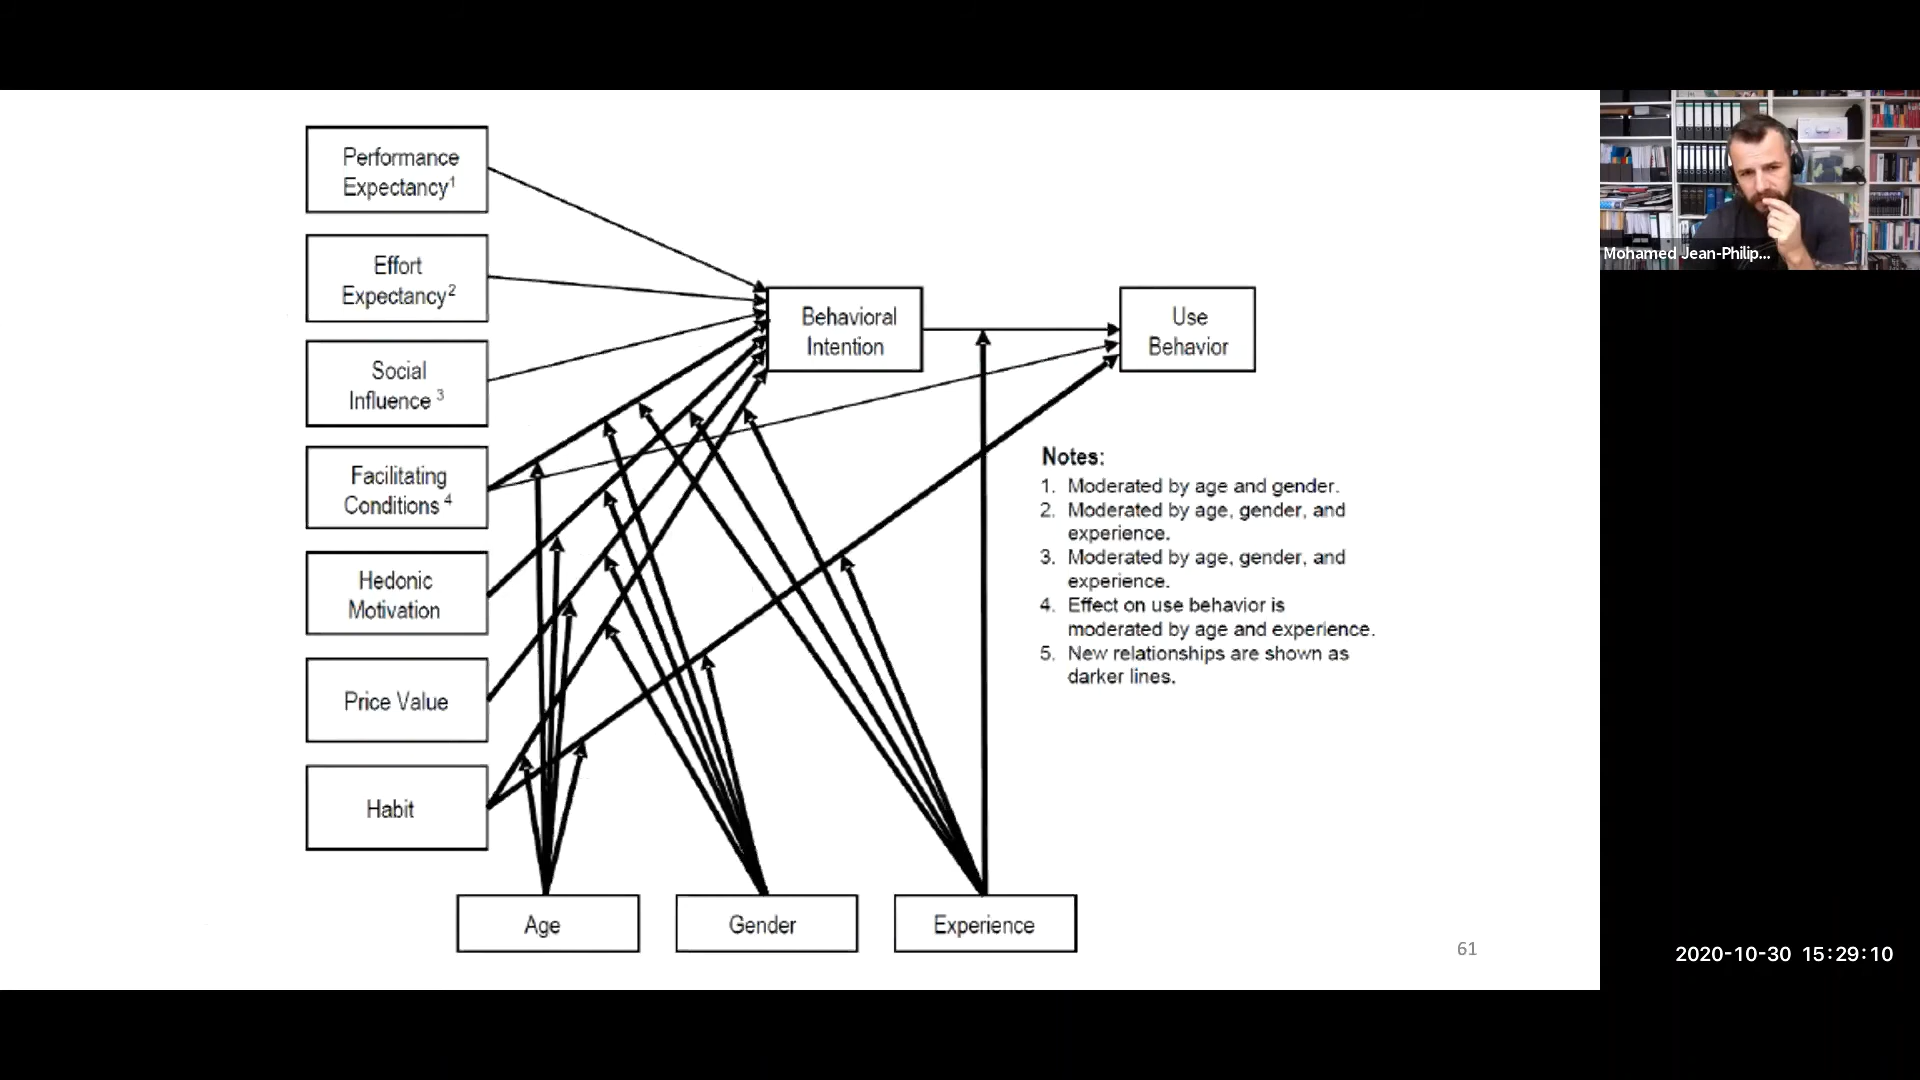 Performance
Expectancy1
Effort
Expectancy2
Social
Influence 3
Facilitating
Conditions 4
Hedonic
Motivation
Price Value
Habit
Behavioral
Intention
Use
Behavior
Notes:
1. Moderated by age and gender.
2. Moderated by age, gender, and
experience.
3. Moderated by age, gender, and
experience.
4. Effect on use behavior is
moderated by age and experience.
5. New relationships are shown as
darker lines.
Age
Gender
Experience
61
Mohamed Jean-Philip...
2020-10-30 15:29:10